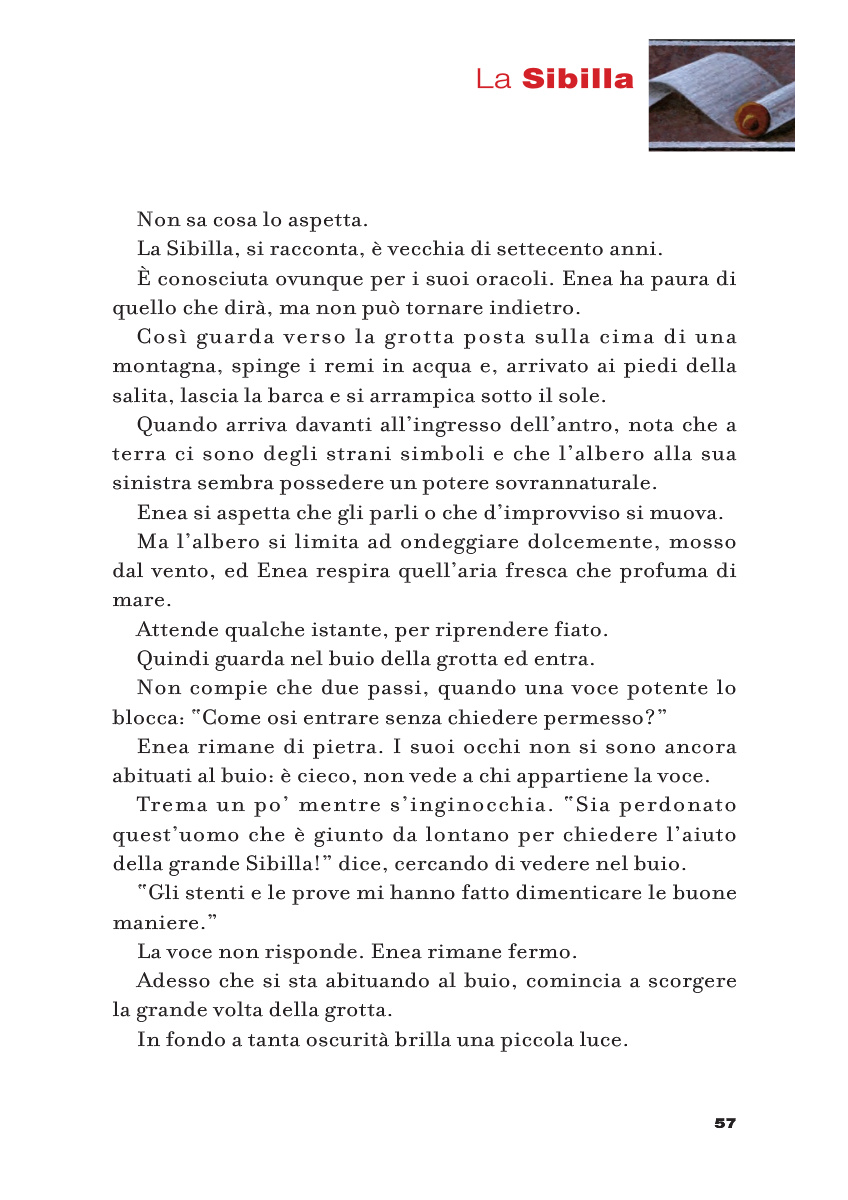 La Sibilla
Non sa cosa lo aspetta.
La Sibilla, si racconta, è vecchia di settecento anni.
È conosciuta ovunque per i suoi oracoli. Enea ha paura di
quello che dirà, ma non può tornare indietro.
Così guarda verso la grotta posta sulla cima di una
montagna, spinge i remi in acqua e, arrivato ai piedi della
salita, lascia la barca e si arrampica sotto il sole.
Quando arriva davanti all’ingresso dell’antro, nota che a
terra ci sono degli strani simboli e che l’albero alla sua
sinistra sembra possedere un potere sovrannaturale.
Enea si aspetta che gli parli o che d’improvviso si muova.
Ma l’albero si limita ad ondeggiare dolcemente, mosso
dal vento, ed Enea respira quell’aria fresca che profuma di
mare.
Attende qualche istante, per riprendere fiato.
Quindi guarda nel buio della grotta ed entra.
Non compie che due passi, quando una voce potente lo
blocca: “Come osi entrare senza chiedere permesso?”
Enea rimane di pietra. I suoi occhi non si sono ancora
abituati al buio: è cieco, non vede a chi appartiene la voce.
Trema un po’ mentre s’inginocchia. “Sia perdonato
quest’uomo che è giunto da lontano per chiedere l’aiuto
della grande Sibilla!” dice, cercando di vedere nel buio.
“Gli stenti e le prove mi hanno fatto dimenticare le buone
maniere.”
La voce non risponde. Enea rimane fermo.
Adesso che si sta abituando al buio, comincia a scorgere
la grande volta della grotta.
In fondo a tanta oscurità brilla una piccola luce.
57